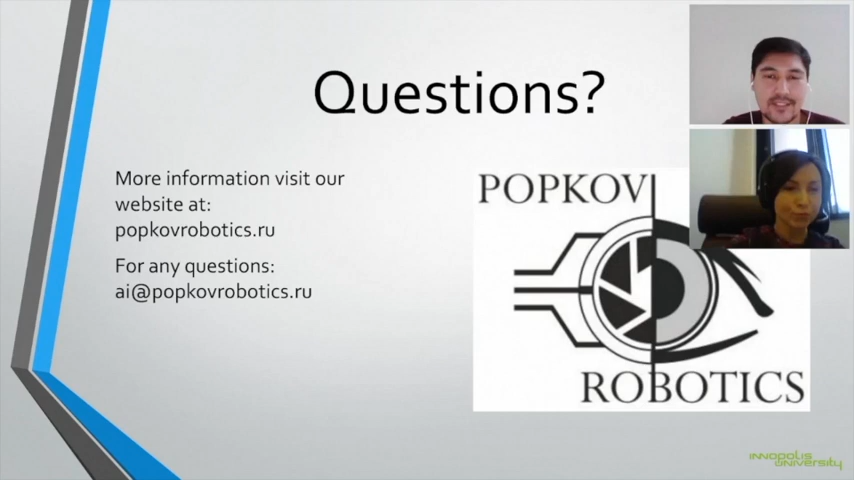 Questions?
More information visit our
website at:
popkovrobotics.ru
For any questions:
ai@popkovrobotics.ru
POPKOV
ROBOTICS
INNOPOLIS
UNIVERSITY